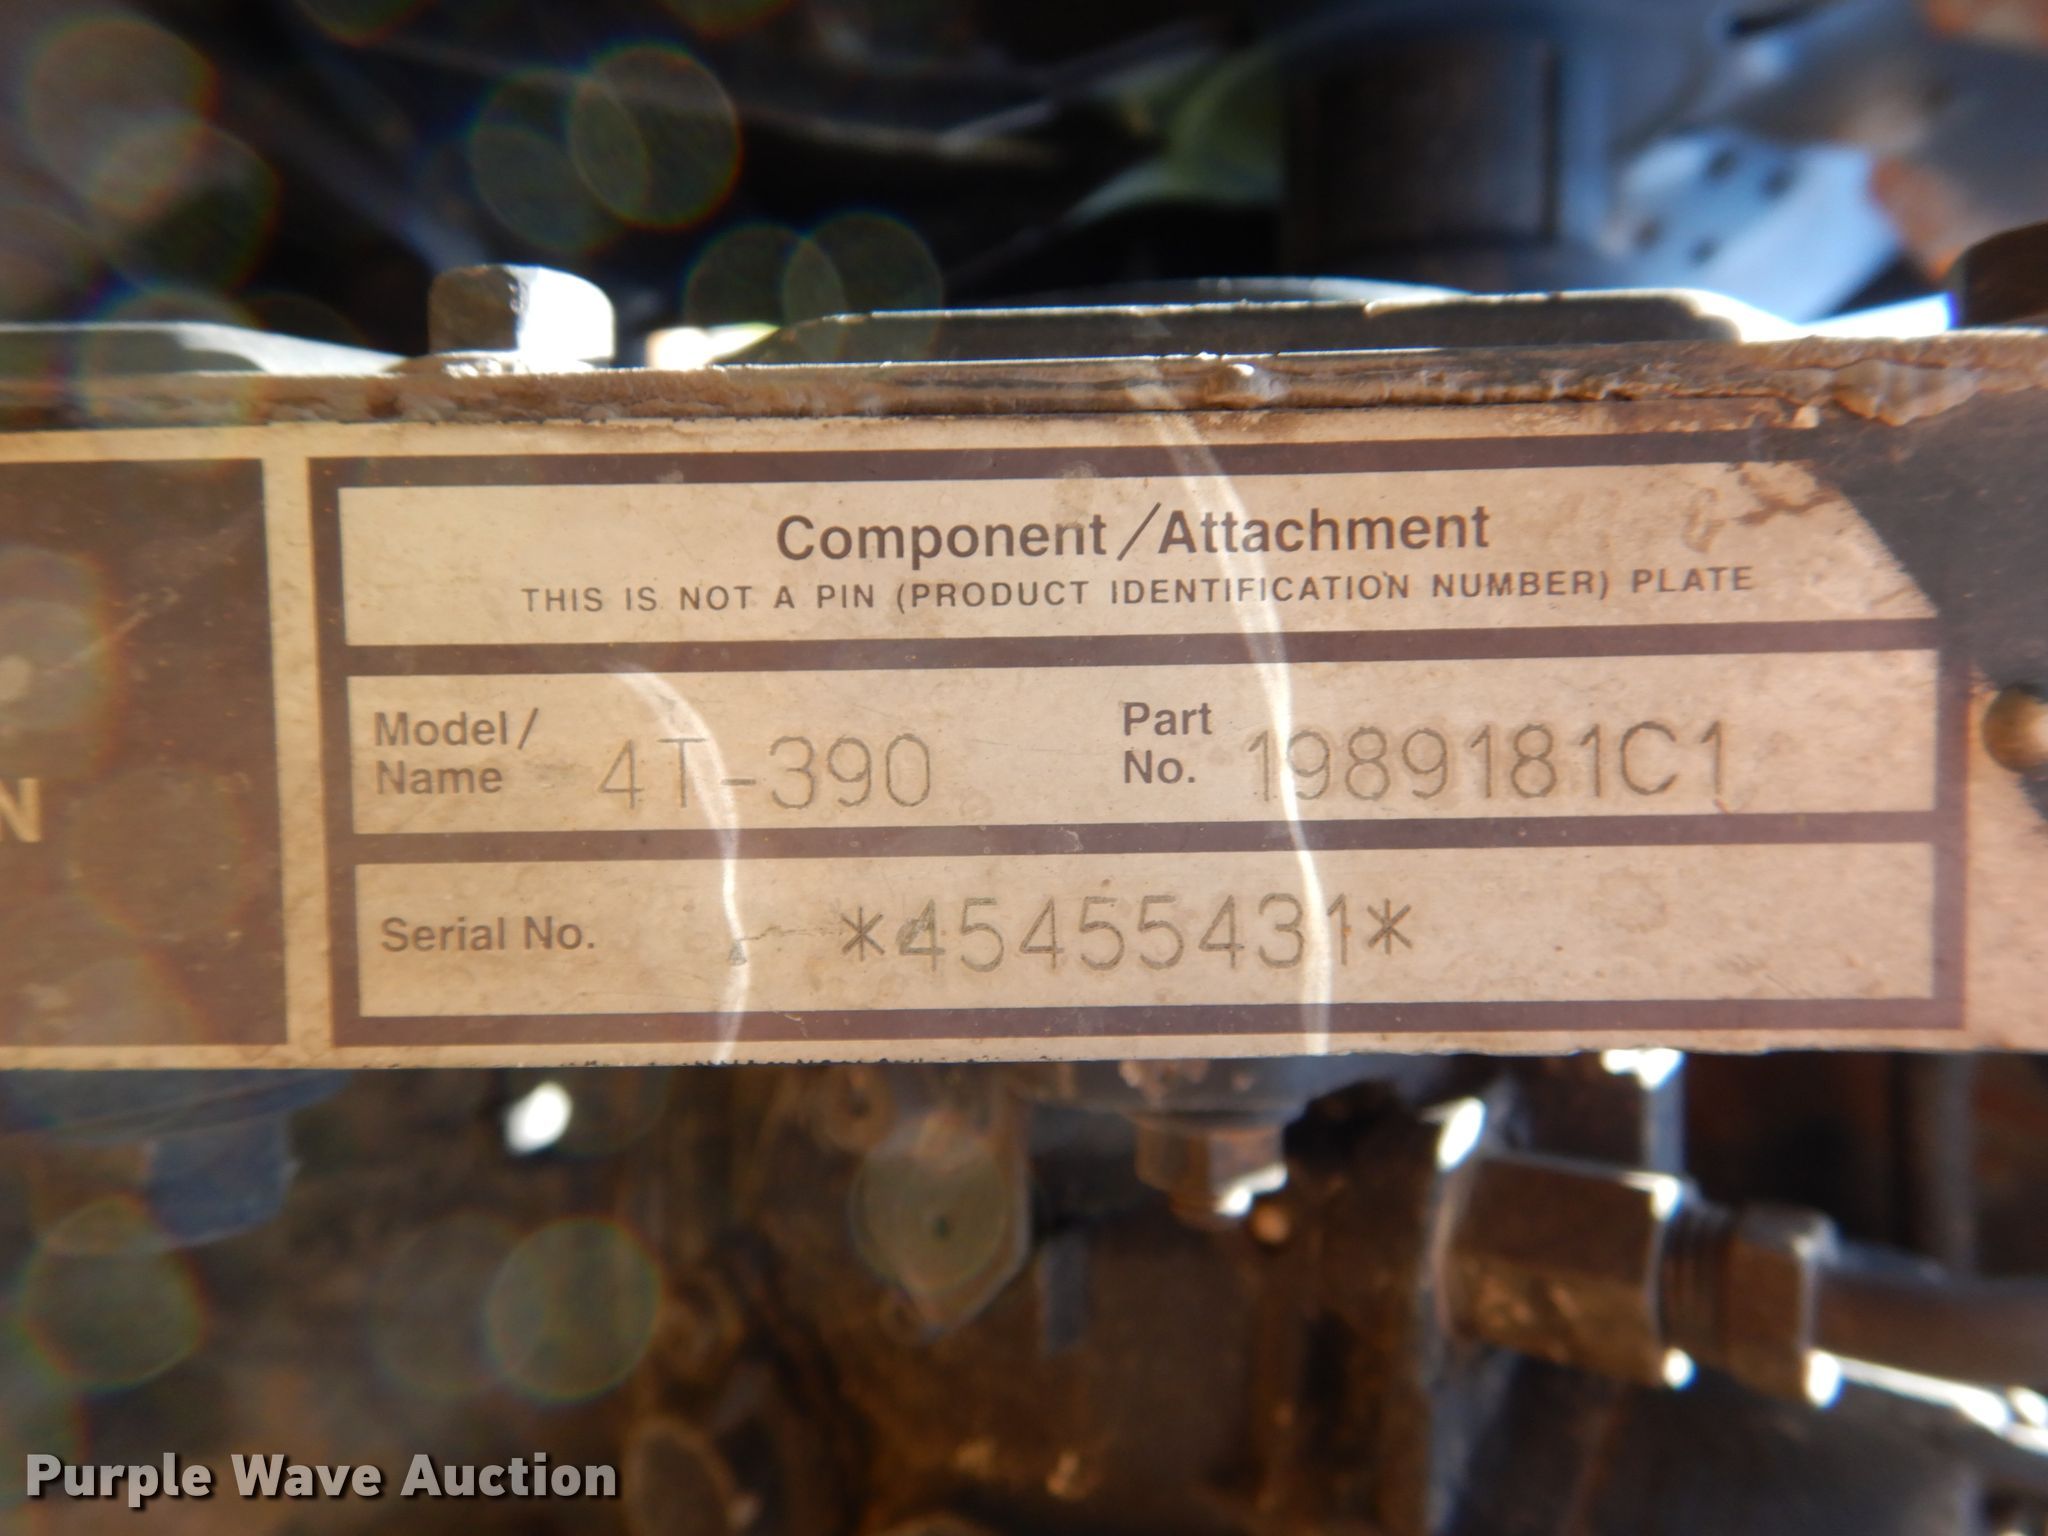 Component/Attachment
THIS IS NOT A PIN (PRODUCT IDENTIFICATION NUMBER) PLATE
Model/Name 4T-390 Part No. 1989181C1
Serial No. *45455431*
N
Purple Wave Auction